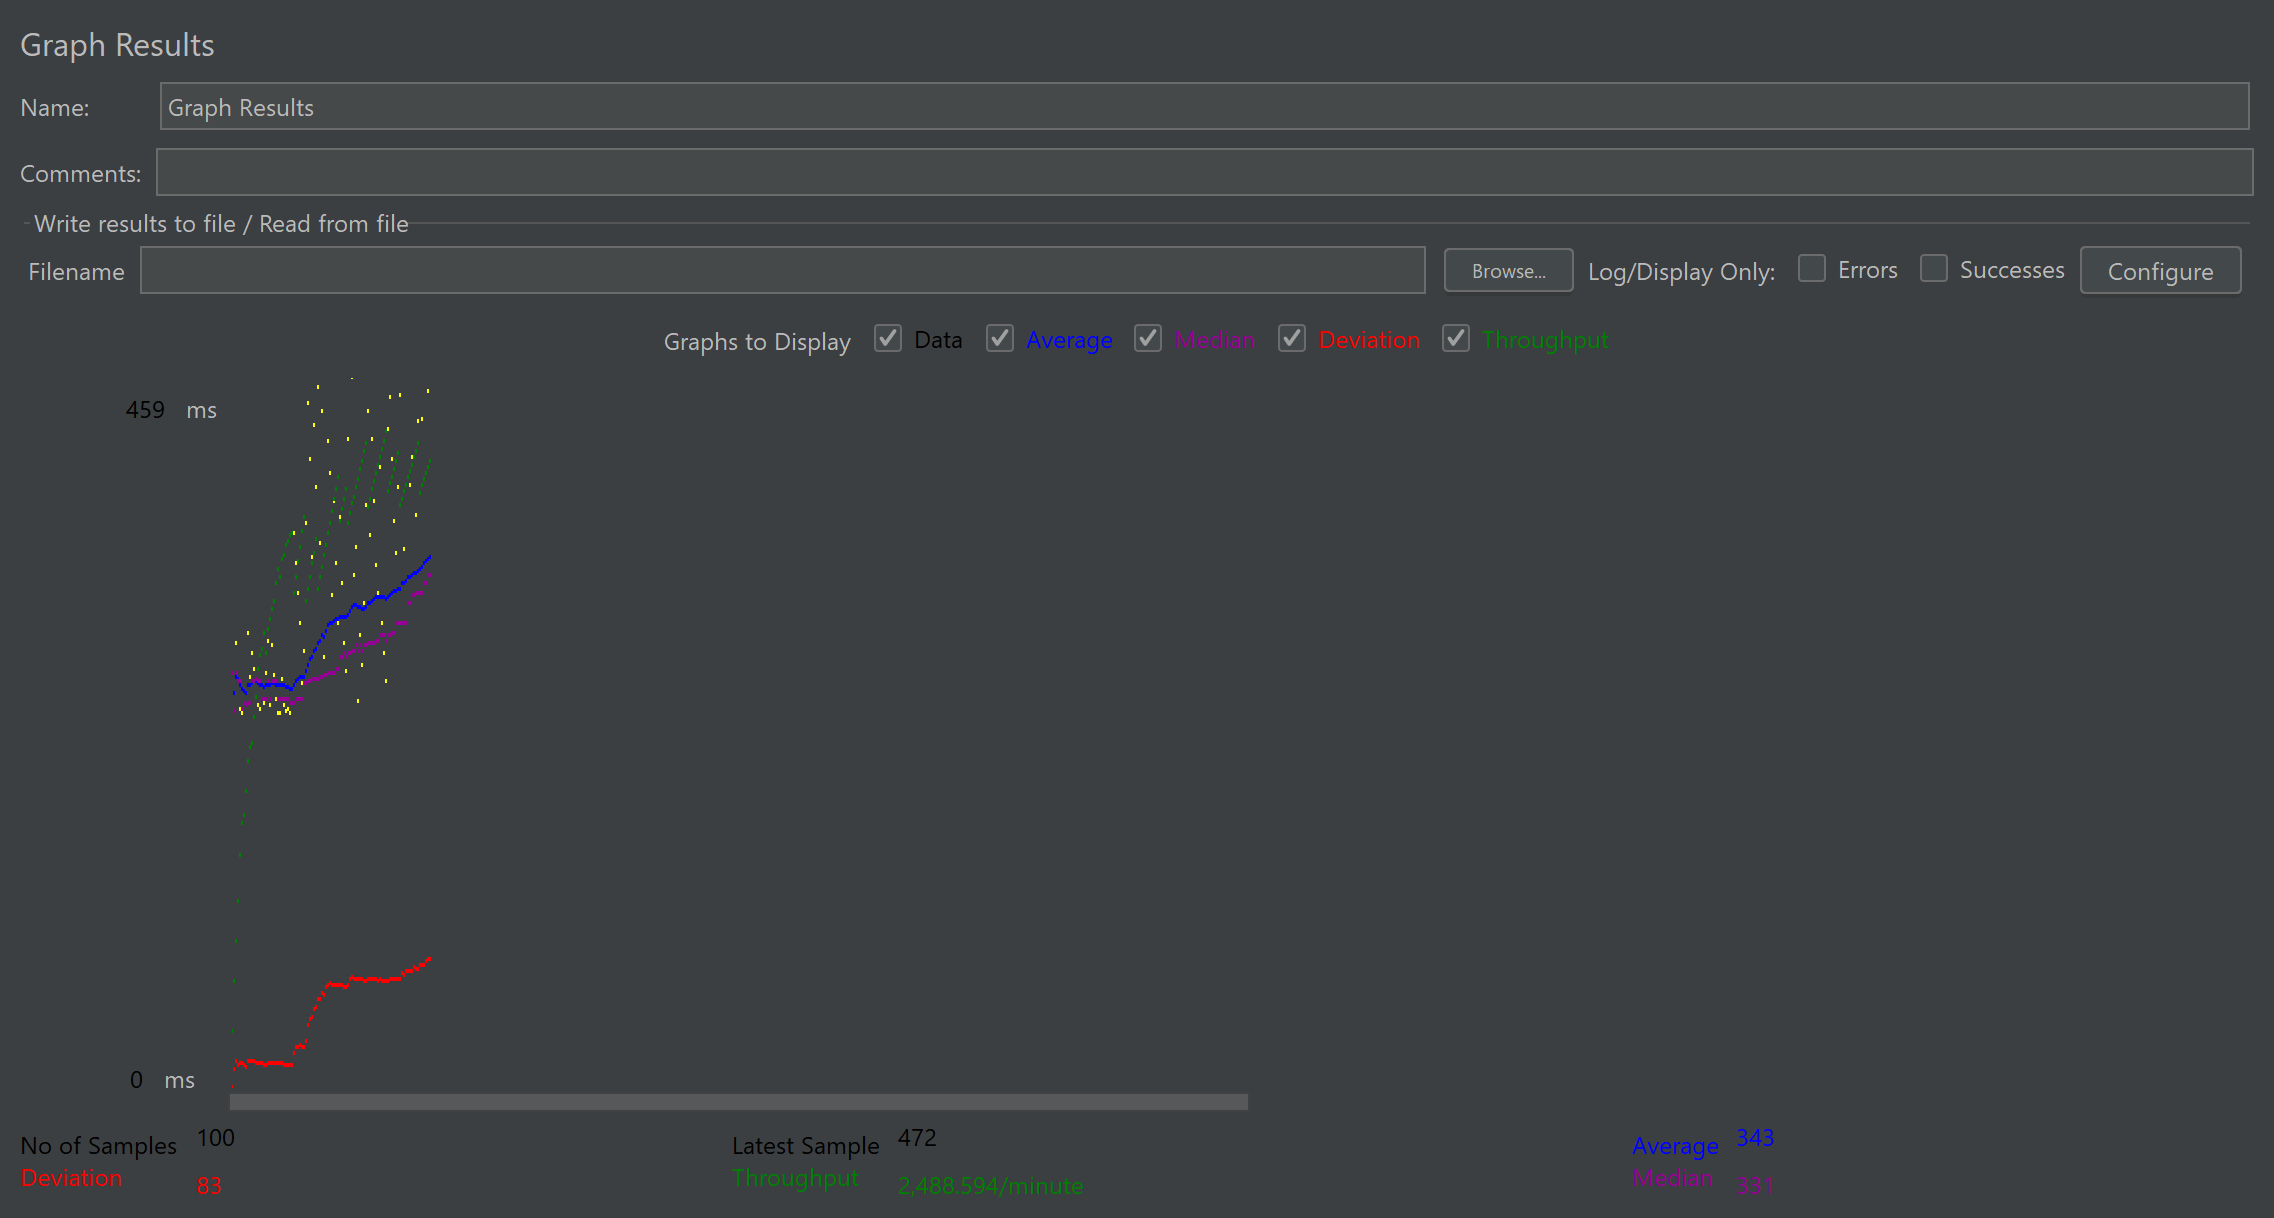 Graph Results
Name: Graph Results
Comments:
Write results to file / Read from file
Filename Browse... Log/Display Only: Errors Successes Configure
Graphs to Display Data Average Median Deviation Throughput
459 ms
0 ms
No of Samples 100 Latest Sample 472 Average 343
Deviation 83 Throughput 2,488.594/minute Median 331